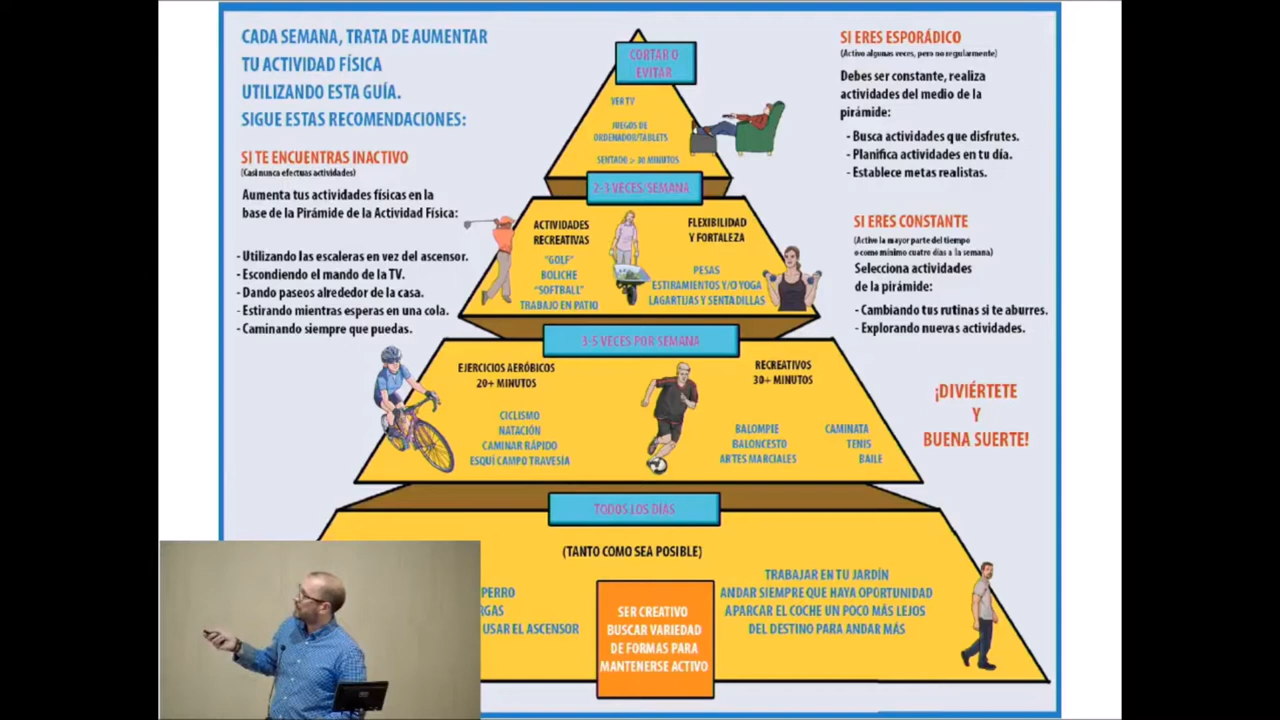 CADA SEMANA, TRATA DE AUMENTAR
TU ACTIVIDAD FÍSICA
UTILIZANDO ESTA GUÍA.
SIGUE ESTAS RECOMENDACIONES:
SI TE ENCUENTRAS INACTIVO
(Casi nunca efectuas actividades)
Aumenta tus actividades físicas en la
base de la Pirámide de la Actividad Física:
- Utilizando las escaleras en vez del ascensor.
- Escondiendo el mando de la TV.
- Dando paseos alrededor de la casa.
- Estirando mientras esperas en una cola.
- Caminando siempre que puedas.
CORTAR O
EVITAR
VER TV
JUEGOS DE
ORDENADOR/TABLETS
SENTADO > 30 MINUTOS
SI ERES ESPORÁDICO
(Activo algunas veces, pero no regularmente)
Debes ser constante, realiza
actividades del medio de la
pirámide:
- Busca actividades que disfrutes.
- Planifica actividades en tu día.
- Establece metas realistas.
SI ERES CONSTANTE
(Activo la mayor parte del tiempo
o como mínimo cuatro días a la semana)
Selecciona actividades
de la pirámide:
- Cambiando tus rutinas si te aburres.
- Explorando nuevas actividades.
¡DIVIÉRTETE
Y
BUENA SUERTE!
2-3 VECES/SEMANA
ACTIVIDADES
RECREATIVAS
"GOLF"
BOLICHE
"SOFTBALL"
TRABAJO EN PATIO
FLEXIBILIDAD
Y FORTALEZA
PESAS
ESTIRAMIENTOS Y/O YOGA
LAGARTIJAS Y SENTADILLAS
3-5 VECES POR SEMANA
EJERCICIOS AERÓBICOS
20+ MINUTOS
CICLISMO
NATACIÓN
CAMINAR RÁPIDO
ESQUÍ CAMPO TRAVESÍA
RECREATIVOS
30+ MINUTOS
BALOMPIE
BALONCESTO
ARTES MARCIALES
CAMINATA
TENIS
BAILE
TODOS LOS DÍAS
(TANTO COMO SEA POSIBLE)
PERRO
USAR EL ASCENSOR
SER CREATIVO
BUSCAR VARIEDAD
DE FORMAS PARA
MANTENERSE ACTIVO
TRABAJAR EN TU JARDÍN
ANDAR SIEMPRE QUE HAYA OPORTUNIDAD
APARCAR EL COCHE UN POCO MÁS LEJOS
DEL DESTINO PARA ANDAR MÁS